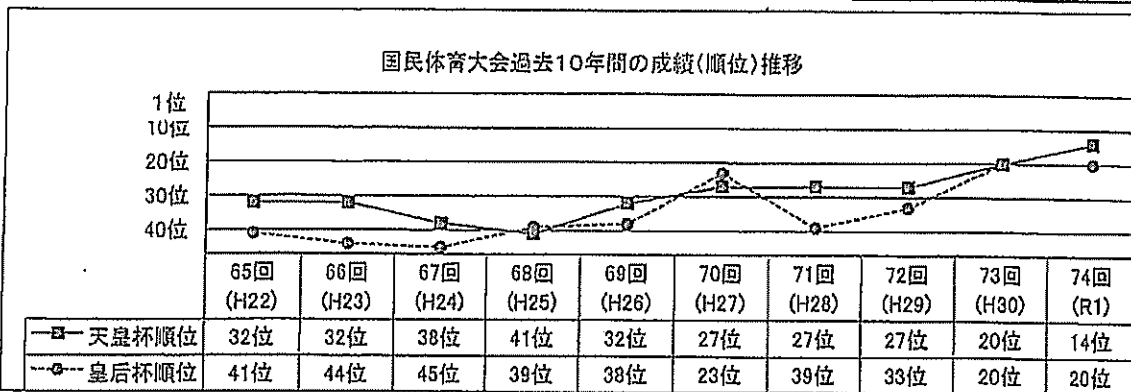 国民体育大会過去10年間の成績(順位)推移
1位
10位
20位
30位
40位
65回 66回 67回 68回 69回 70回 71回 72回 73回 74回
(H22) (H23) (H24) (H25) (H26) (H27) (H28) (H29) (H30) (R1)
天皇杯順位 32位 32位 38位 41位 32位 27位 27位 27位 20位 14位
皇后杯順位 41位 44位 45位 39位 38位 23位 39位 33位 20位 20位